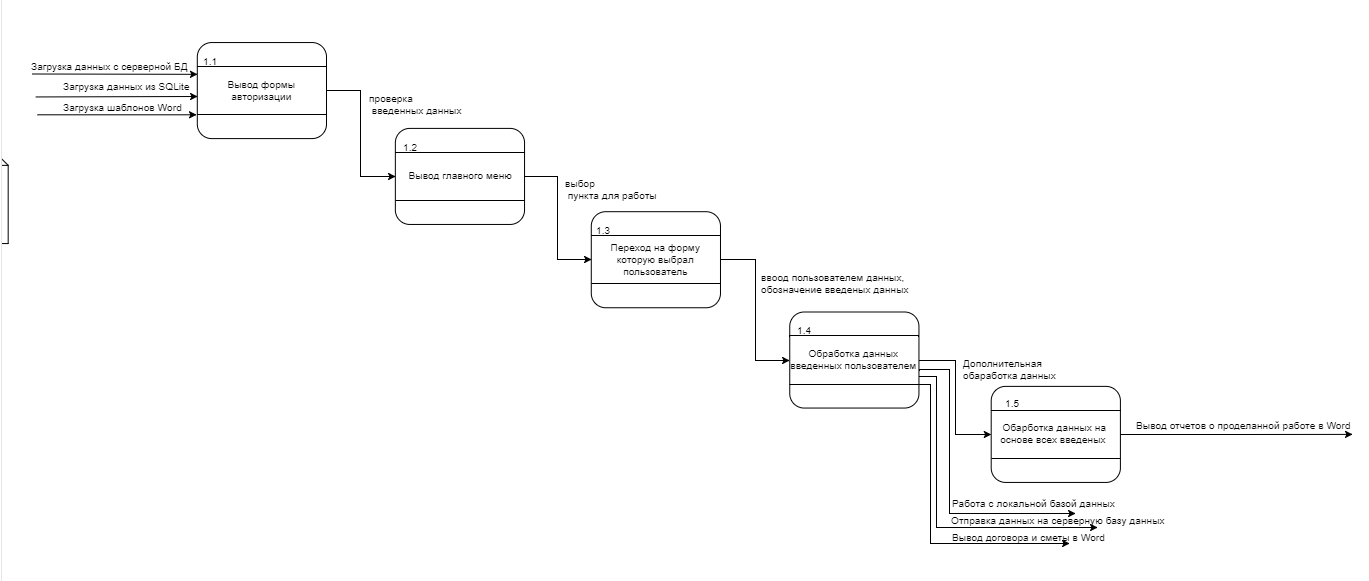 Загрузка данных с серверной БД
Загрузка данных из SQLite
Загрузка шаблонов Word
1.1
Вывод формы
авторизации
проверка
введенных данных
1.2
Вывод главного меню
выбор
пункта для работы
1.3
Переход на форму
которую выбрал
пользователь
ввоод пользователем данных,
обозначение введеных данных
1.4
Обработка данных
введенных пользователем
Дополнительная
обаработка данных
1.5
Обарботка данных на
основе всех введеных
Вывод отчетов о проделанной работе в Word
Работа с локальной базой данных
Отправка данных на серверную базу данных
Вывод договора и сметы в Word